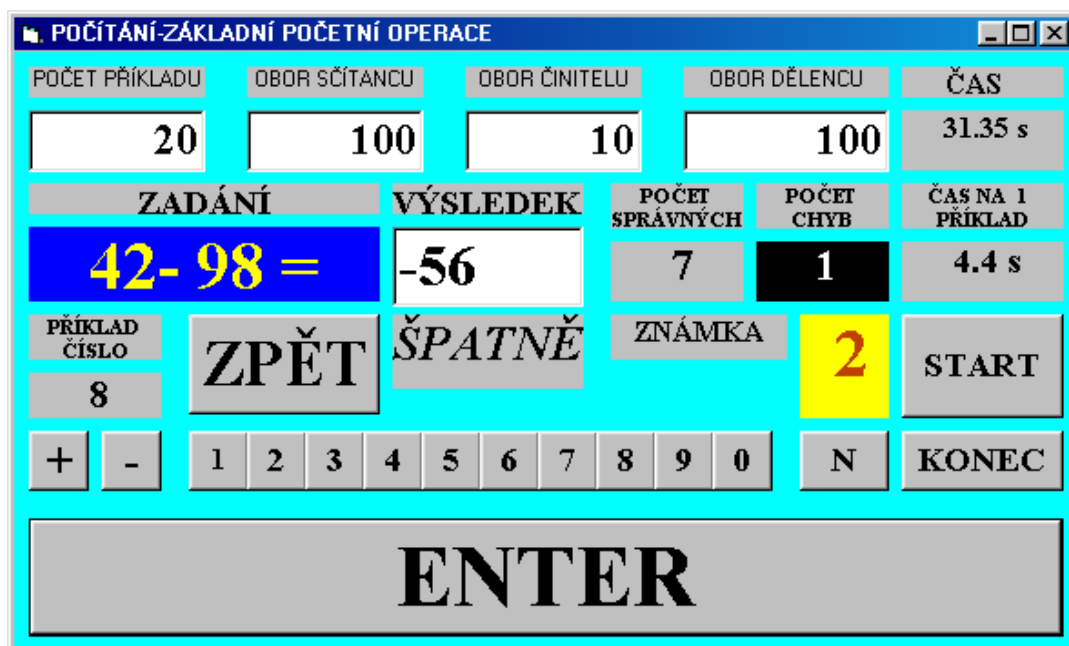 POČÍTÁNÍ-ZÁKLADNÍ POČETNÍ OPERACE
POČET PŘÍKLADU
OBOR SČÍTANCU
OBOR ČINITELU
OBOR DĚLENCU
ČAS
20
100
10
100
31.35 s
ZADÁNÍ
VÝSLEDEK
POČET
SPRÁVNÝCH
POČET
CHYB
ČAS NA 1
PŘÍKLAD
42- 98 =
-56
7
1
4.4 s
PŘÍKLAD
ČÍSLO
8
ZPĚT
ŠPATNĚ
ZNÁMKA
2
START
+
-
1
2
3
4
5
6
7
8
9
0
N
KONEC
ENTER